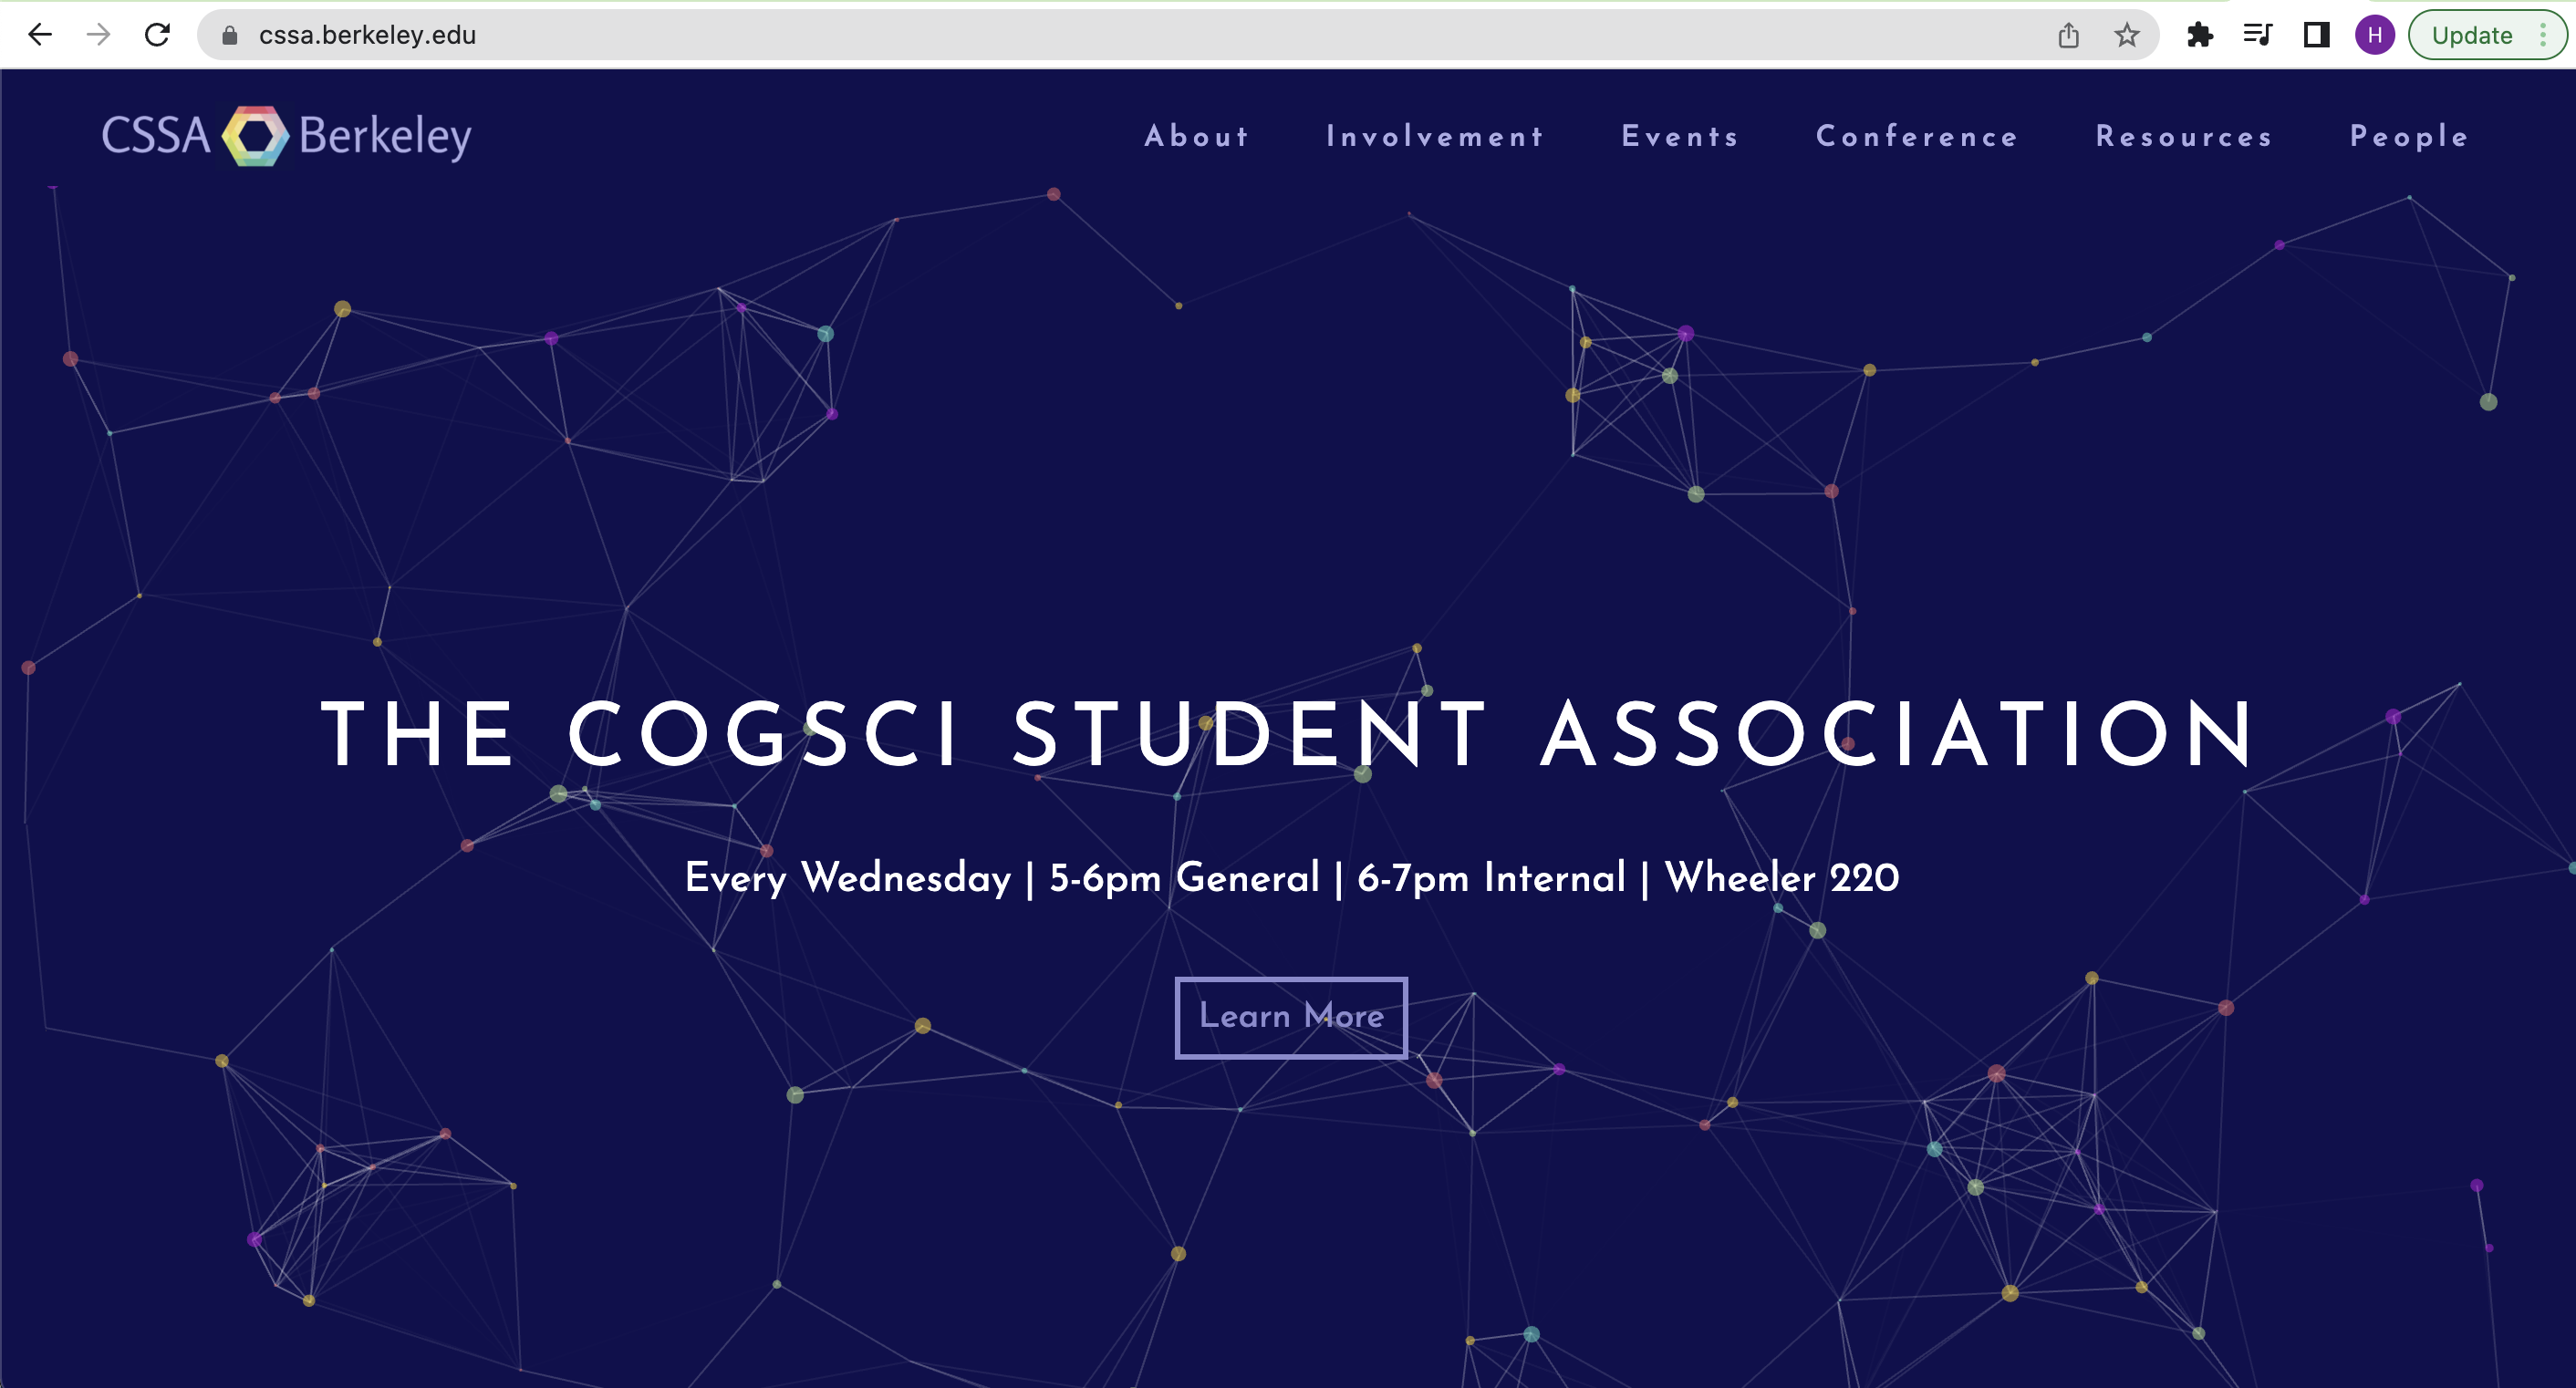 cssa.berkeley.edu
H
Update
CSSA Berkeley
About Involvement Events Conference Resources People
THE COGSCI STUDENT ASSOCIATION
Every Wednesday | 5-6pm General | 6-7pm Internal | Wheeler 220
Learn More